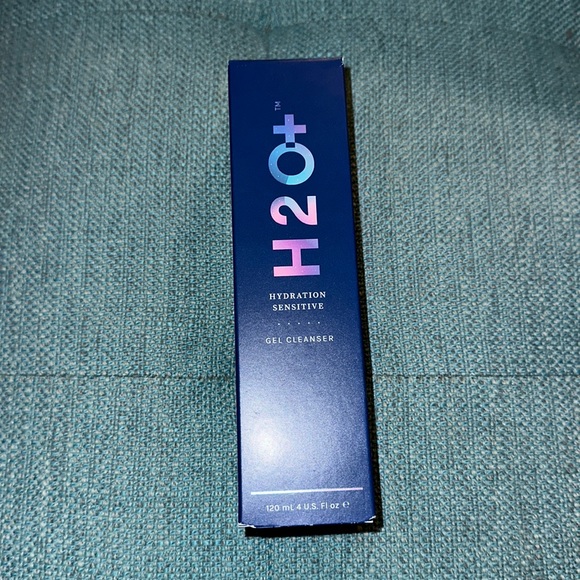 H2O+™
HYDRATION
SENSITIVE
GEL CLEANSER
120 mL 4 U.S. Fl oz ℮